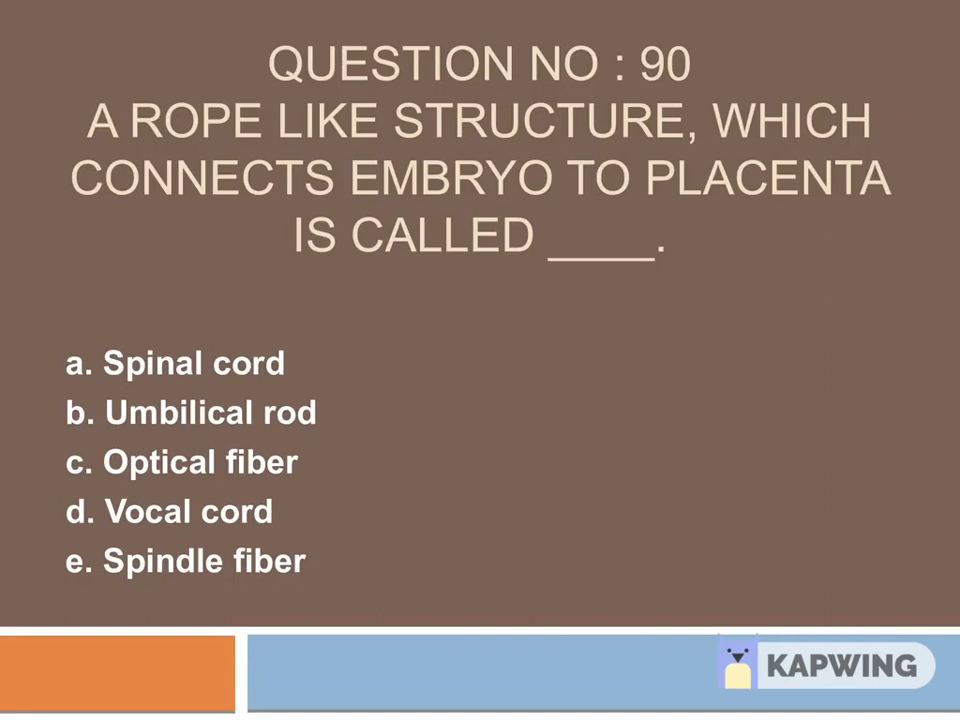 QUESTION NO : 90
A ROPE LIKE STRUCTURE, WHICH
CONNECTS EMBRYO TO PLACENTA
IS CALLED ____.
a. Spinal cord
b. Umbilical rod
c. Optical fiber
d. Vocal cord
e. Spindle fiber
KAPWING